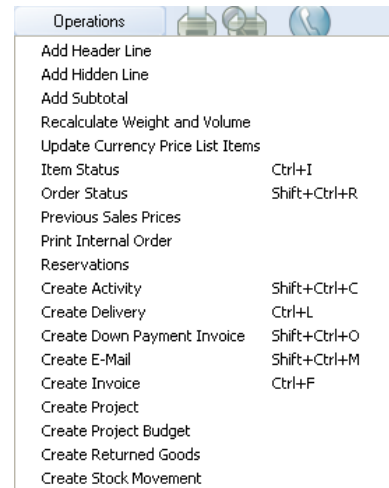 Operations
Add Header Line
Add Hidden Line
Add Subtotal
Recalculate Weight and Volume
Update Currency Price List Items
Item Status Ctrl+I
Order Status Shift+Ctrl+R
Previous Sales Prices
Print Internal Order
Reservations
Create Activity Shift+Ctrl+C
Create Delivery Ctrl+L
Create Down Payment Invoice Shift+Ctrl+O
Create E-Mail Shift+Ctrl+M
Create Invoice Ctrl+F
Create Project
Create Project Budget
Create Returned Goods
Create Stock Movement